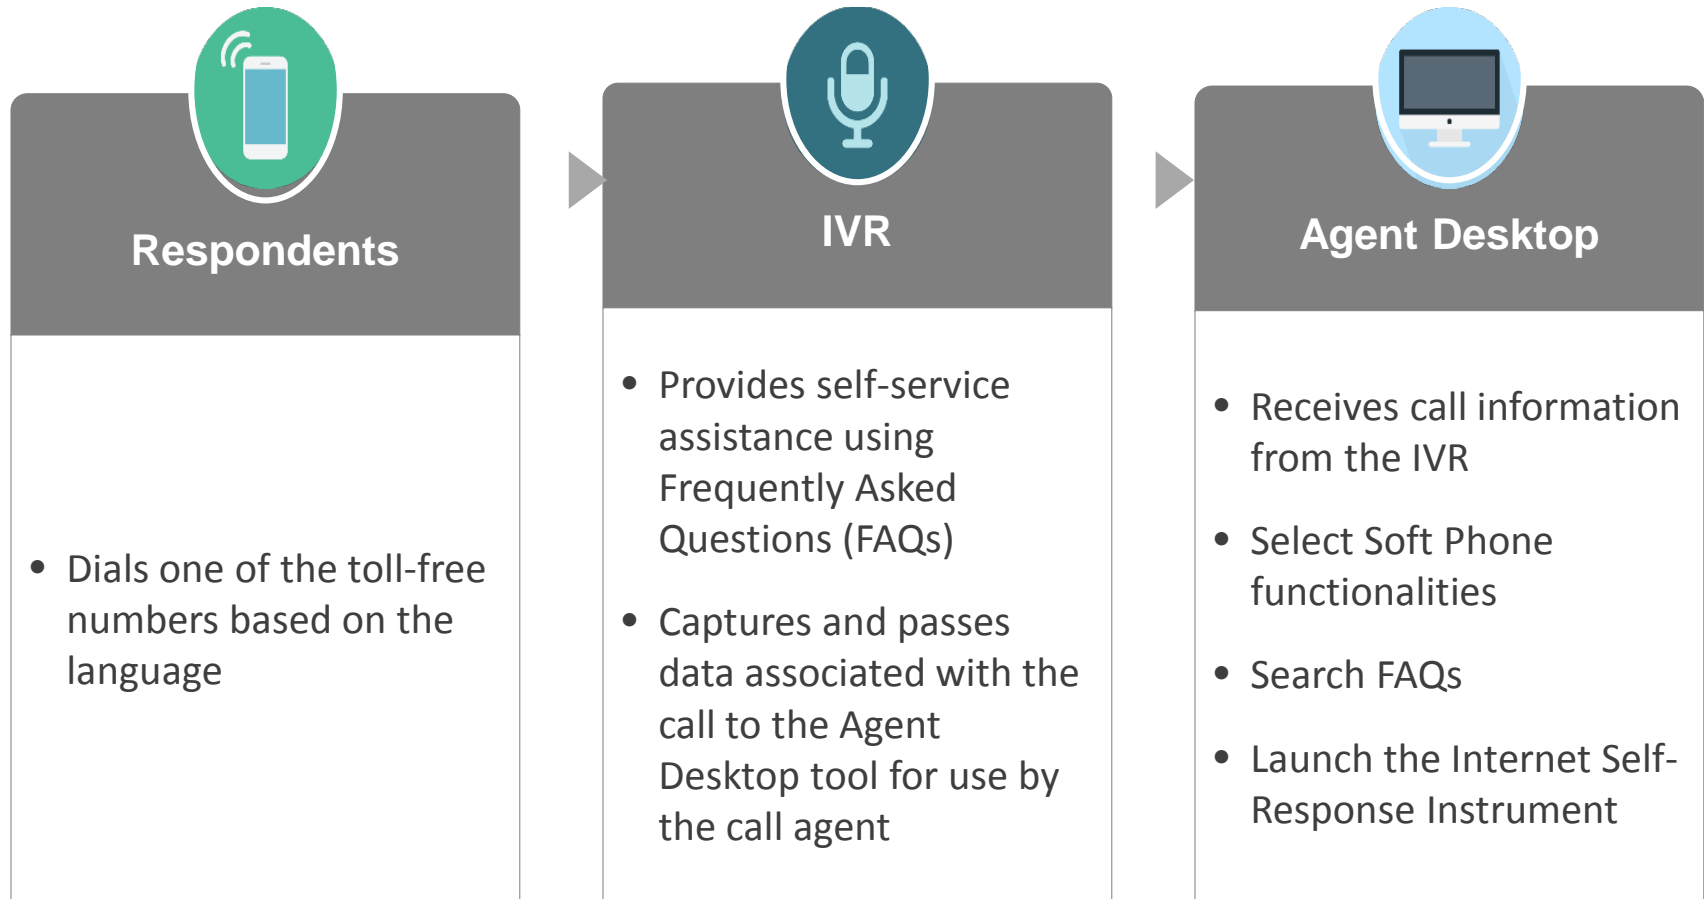 Respondents
• Dials one of the toll-free
numbers based on the
language
IVR
• Provides self-service
assistance using
Frequently Asked
Questions (FAQs)
• Captures and passes
data associated with the
call to the Agent
Desktop tool for use by
the call agent
Agent Desktop
• Receives call information
from the IVR
• Select Soft Phone
functionalities
• Search FAQs
• Launch the Internet Self-
Response Instrument